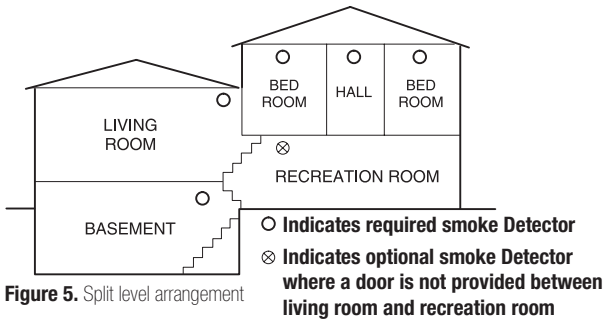 BED
ROOM
HALL
BED
ROOM
LIVING
ROOM
RECREATION ROOM
BASEMENT
Indicates required smoke Detector
Indicates optional smoke Detector
where a door is not provided between
living room and recreation room
Figure 5. Split level arrangement